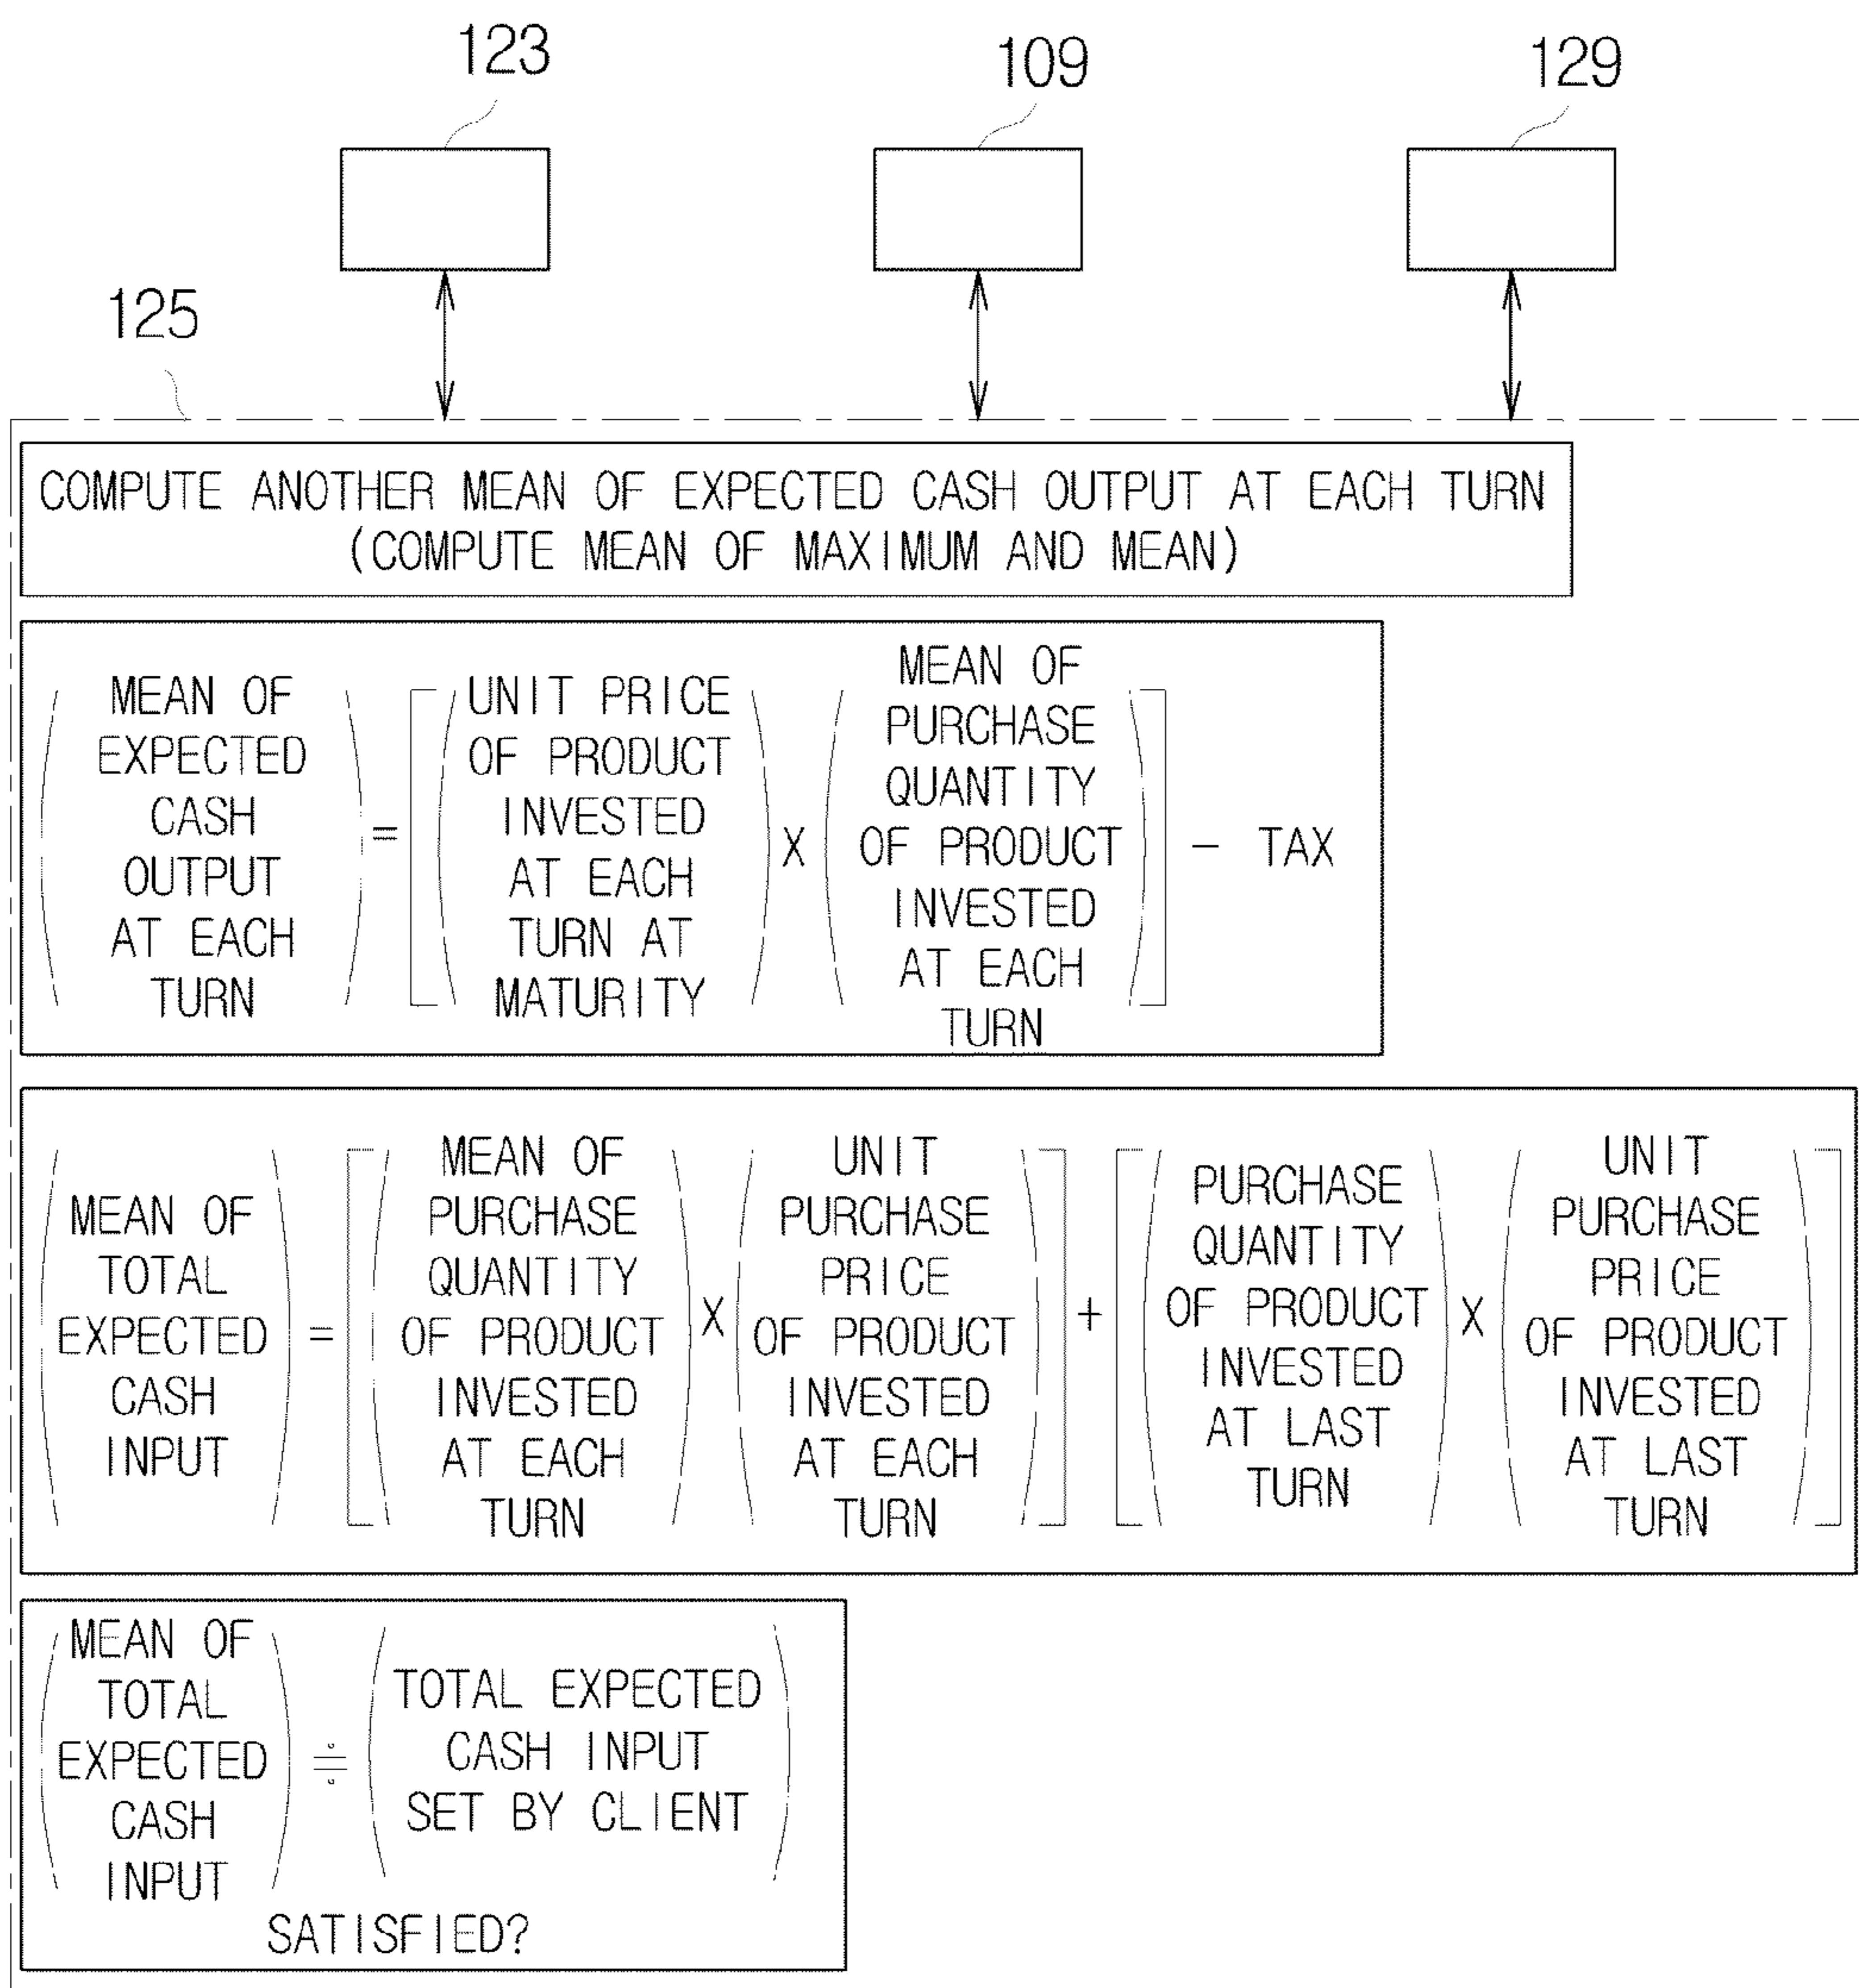 123
109
129
125
COMPUTE ANOTHER MEAN OF EXPECTED CASH OUTPUT AT EACH TURN
(COMPUTE MEAN OF MAXIMUM AND MEAN)
MEAN OF
EXPECTED
CASH
OUTPUT
AT EACH
TURN
=
UNIT PRICE
OF PRODUCT
INVESTED
AT EACH
TURN AT
MATURITY
X
MEAN OF
PURCHASE
QUANTITY
OF PRODUCT
INVESTED
AT EACH
TURN
- TAX
MEAN OF
TOTAL
EXPECTED
CASH
INPUT
=
MEAN OF
PURCHASE
QUANTITY
OF PRODUCT
INVESTED
AT EACH
TURN
X
UNIT
PURCHASE
PRICE
OF PRODUCT
INVESTED
AT EACH
TURN
+
PURCHASE
QUANTITY
OF PRODUCT
INVESTED
AT LAST
TURN
X
UNIT
PURCHASE
PRICE
OF PRODUCT
INVESTED
AT LAST
TURN
MEAN OF
TOTAL
EXPECTED
CASH
INPUT
≑
TOTAL EXPECTED
CASH INPUT
SET BY CLIENT
SATISFIED?